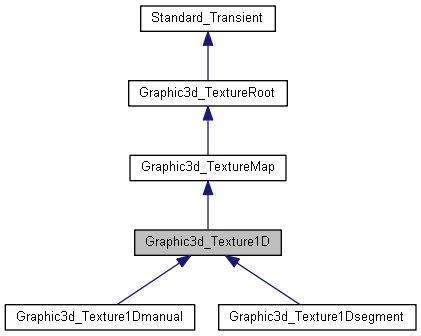 Standard_Transient
Graphic3d_TextureRoot
Graphic3d_TextureMap
Graphic3d_Texture1D
Graphic3d_Texture1Dmanual
Graphic3d_Texture1Dsegment